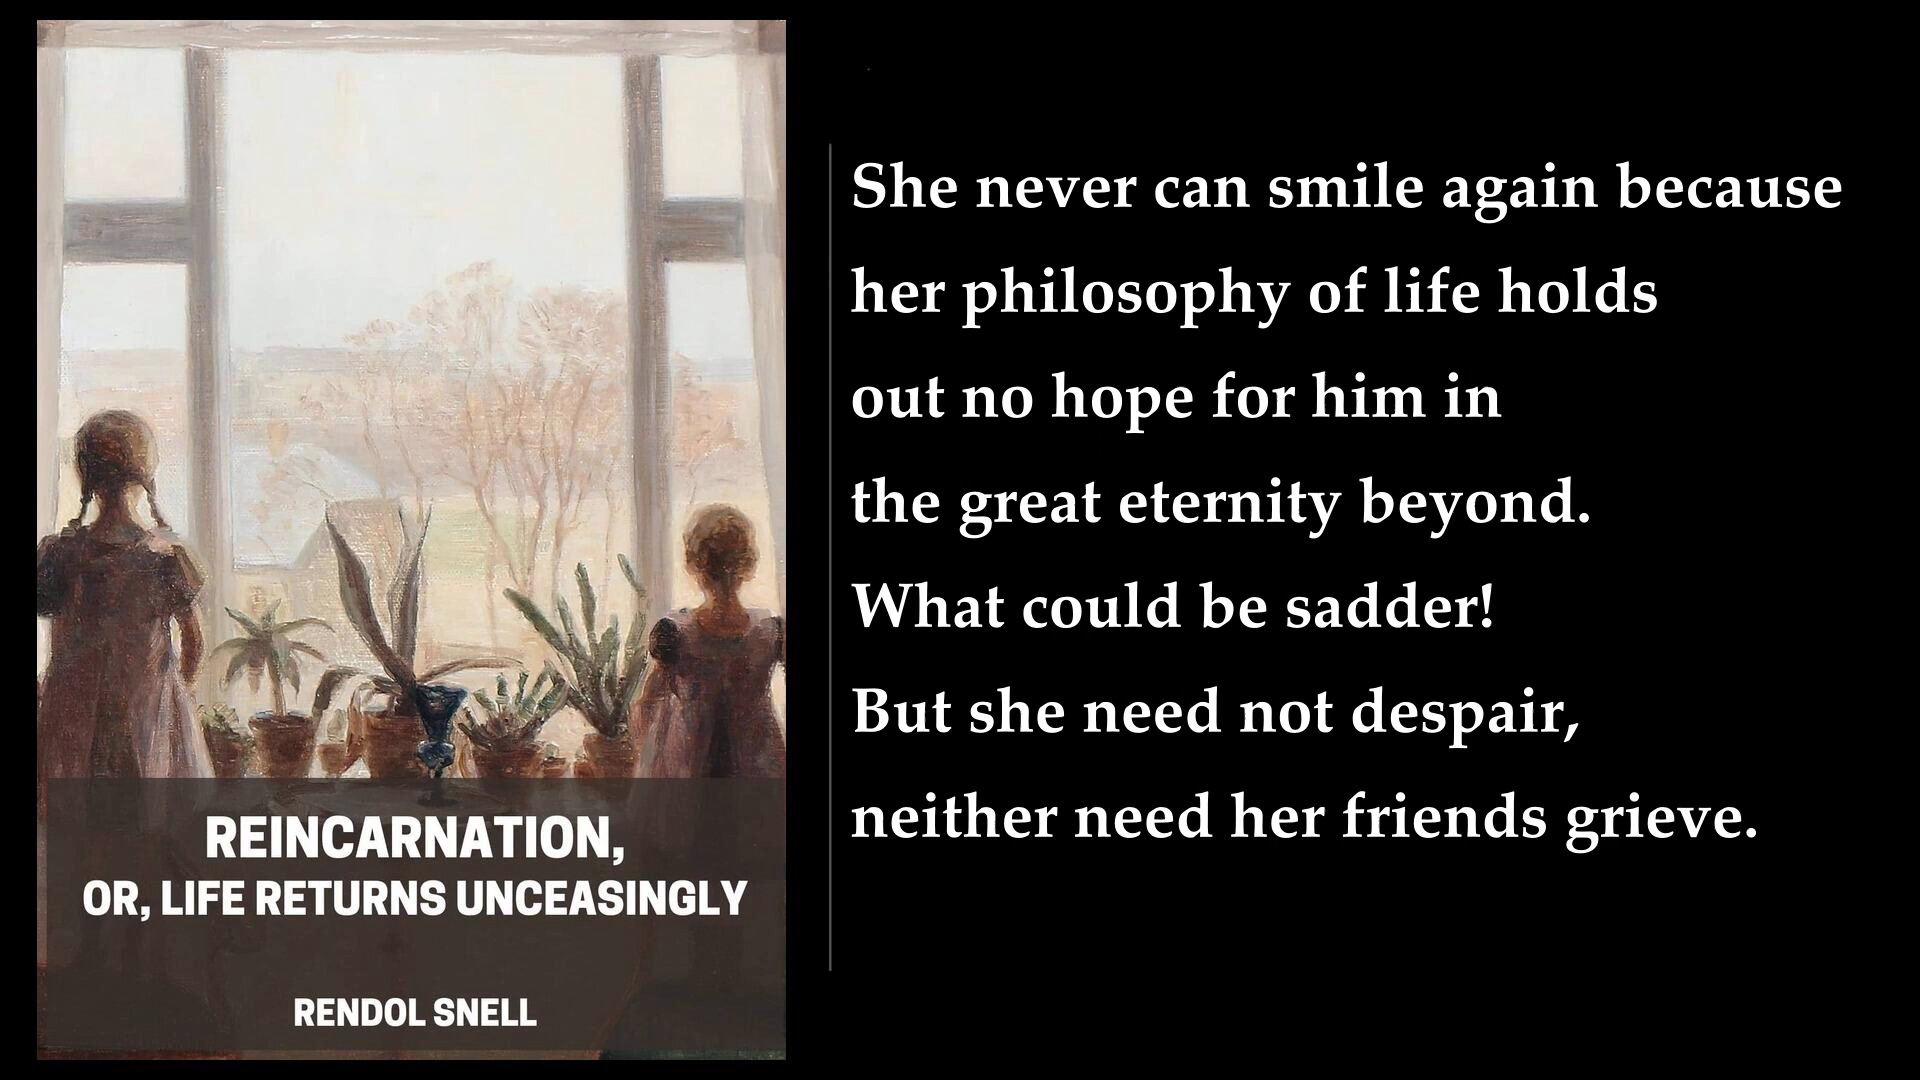 REINCARNATION,
OR, LIFE RETURNS UNCEASINGLY
RENDOL SNELL
She never can smile again because
her philosophy of life holds
out no hope for him in
the great eternity beyond.
What could be sadder!
But she need not despair,
neither need her friends grieve.